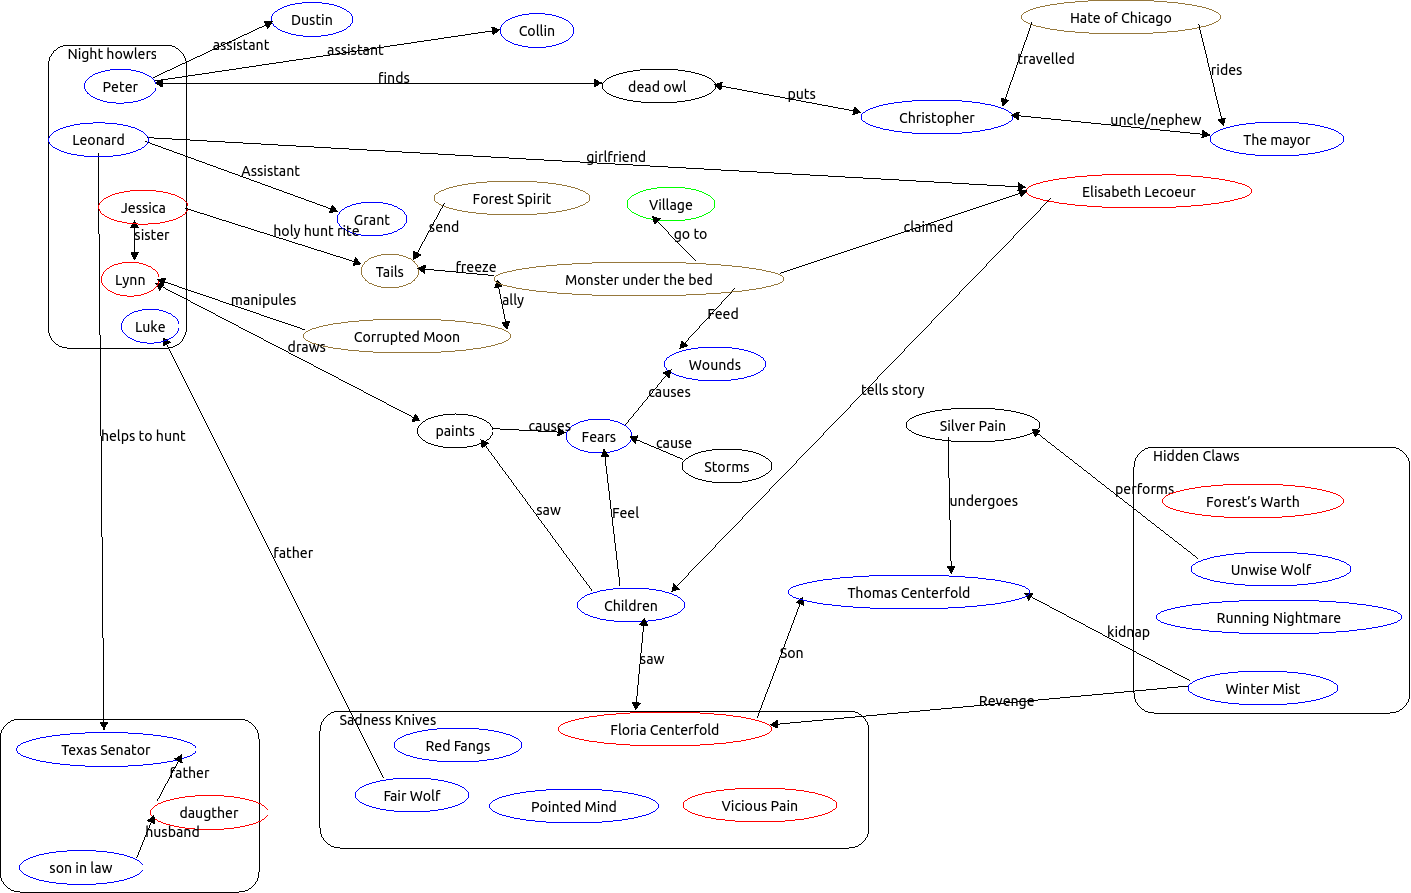 Dustin
Collin
Hate of Chicago
assistant
assistant
Night howlers
travelled
rides
finds
Peter
dead owl
puts
Christopher
uncle/nephew
The mayor
Leonard
girlfriend
Assistant
Elisabeth Lecoeur
Jessica
Forest Spirit
Village
Grant
send
claimed
holy hunt rite
sister
go to
Tails
freeze
Lynn
Monster under the bed
manipules
ally
Feed
Luke
Corrupted Moon
draws
Wounds
causes
tells story
helps to hunt
paints
causes
Fears
cause
Silver Pain
Storms
Hidden Claws
performs
Forest’s Warth
undergoes
saw
Feel
father
Unwise Wolf
Children
Thomas Centerfold
Running Nightmare
kidnap
saw
Son
Winter Mist
Revenge
Sadness Knives
Floria Centerfold
Red Fangs
Texas Senator
father
Fair Wolf
Pointed Mind
Vicious Pain
daugther
husband
son in law